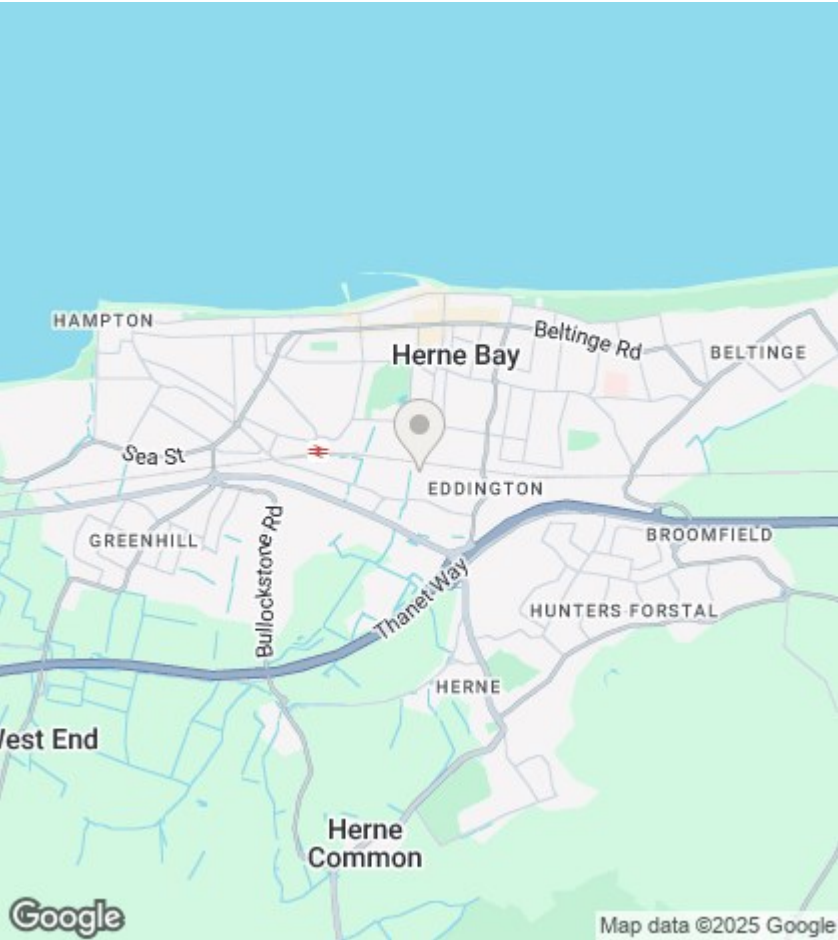 HAMPTON
Beltinge Rd
BELTINGE
Herne Bay
Sea St
EDDINGTON
GREENHILL
Bullockstone Rd
BROOMFIELD
Thanet Way
HUNTERS FORSTAL
HERNE
West End
Herne
Common
Google
Map data ©2025 Google